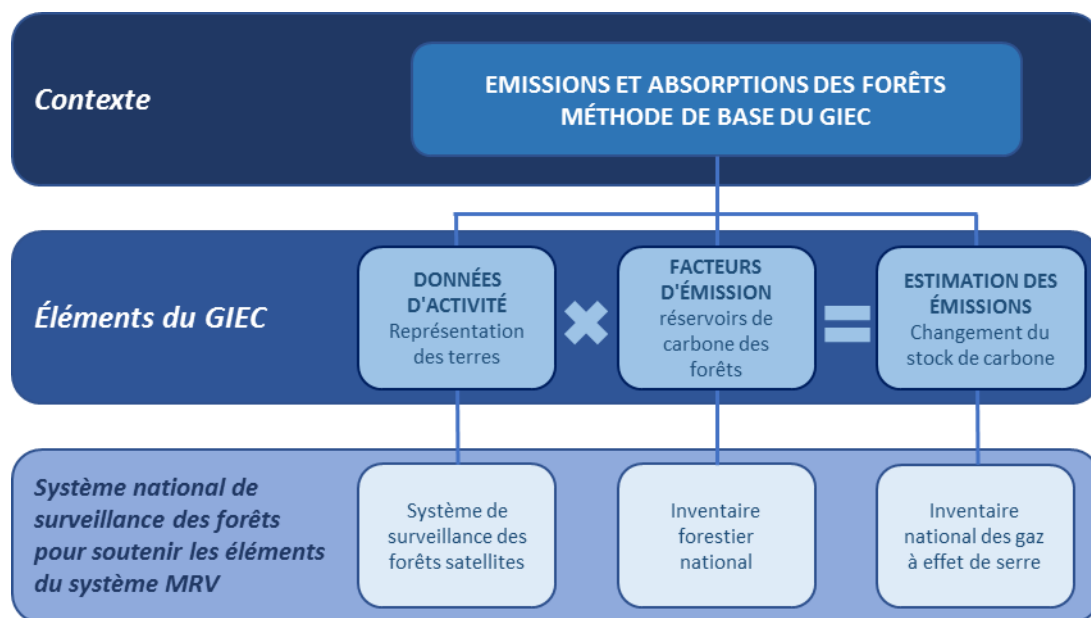 Contexte
EMISSIONS ET ABSORPTIONS DES FORÊTS
MÉTHODE DE BASE DU GIEC
Éléments du GIEC
DONNÉES
D'ACTIVITÉ
Représentation
des terres
FACTEURS
D'ÉMISSION
réservoirs de
carbone des
forêts
ESTIMATION DES
ÉMISSIONS
Changement du
stock de carbone
Système national de
surveillance des forêts
pour soutenir les éléments
du système MRV
Système de
surveillance des
forêts satellites
Inventaire
forestier
national
Inventaire
national des gaz
à effet de serre